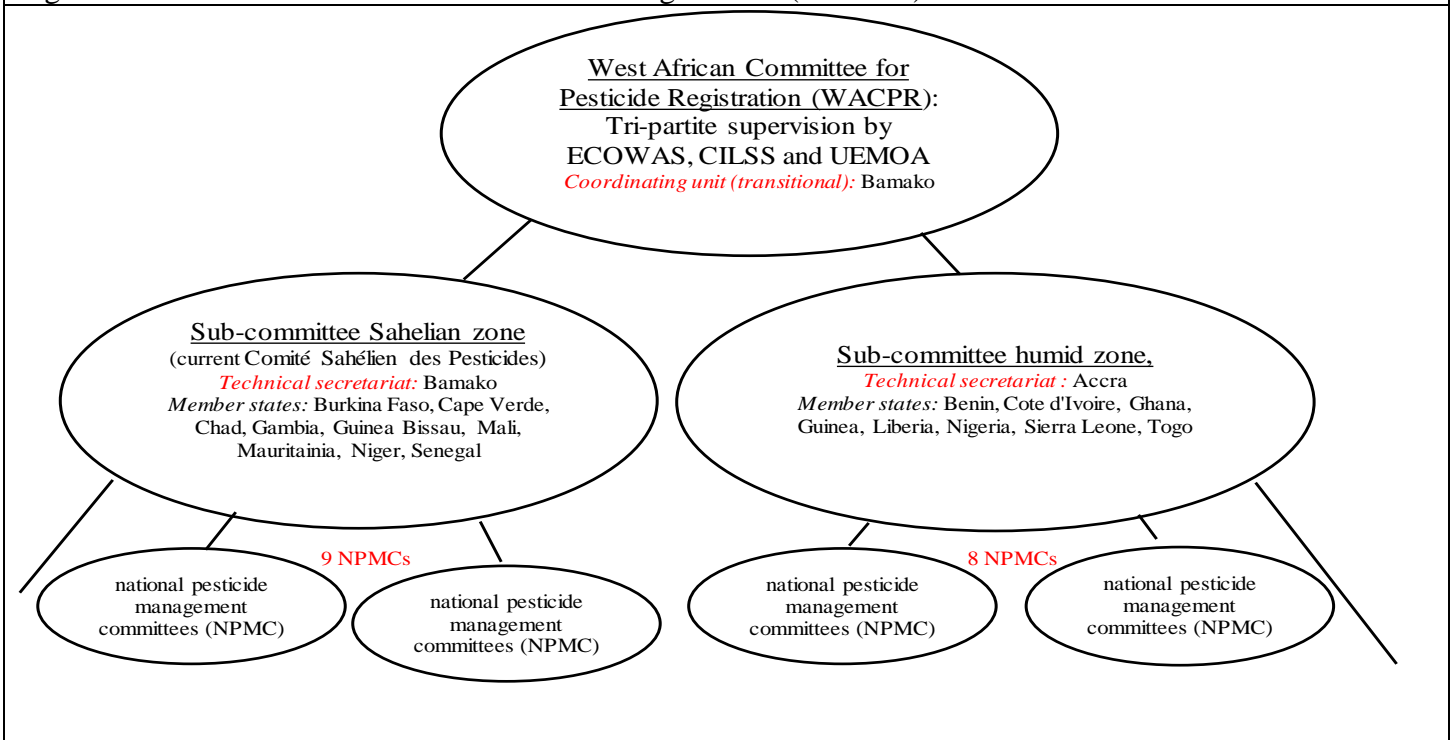 West African Committee for
Pesticide Registration (WACPR):
Tri-partite supervision by
ECOWAS, CILSS and UEMOA
Coordinating unit (transitional): Bamako
Sub-committee Sahelian zone
(current Comité Sahélien des Pesticides)
Technical secretariat: Bamako
Member states: Burkina Faso, Cape Verde,
Chad, Gambia, Guinea Bissau, Mali,
Mauritainia, Niger, Senegal
Sub-committee humid zone,
Technical secretariat : Accra
Member states: Benin, Cote d'Ivoire, Ghana,
Guinea, Liberia, Nigeria, Sierra Leone, Togo
9 NPMCs
8 NPMCs
national pesticide
management
committees (NPMC)
national pesticide
management
committees (NPMC)
national pesticide
management
committees (NPMC)
national pesticide
management
committees (NPMC)